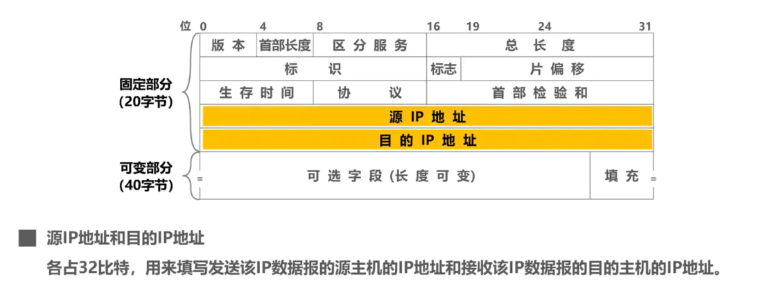 位 0 4 8 16 19 24 31
版本 首部长度 区分服务 总长度
标识 标志 片偏移
固定部分
(20字节)
生存时间 协议 首部检验和
源IP地址
目的IP地址
可变部分
(40字节)
可选字段(长度可变) 填充
源IP地址和目的IP地址
各占32比特，用来填写发送该IP数据报的源主机的IP地址和接收该IP数据报的目的主机的IP地址。